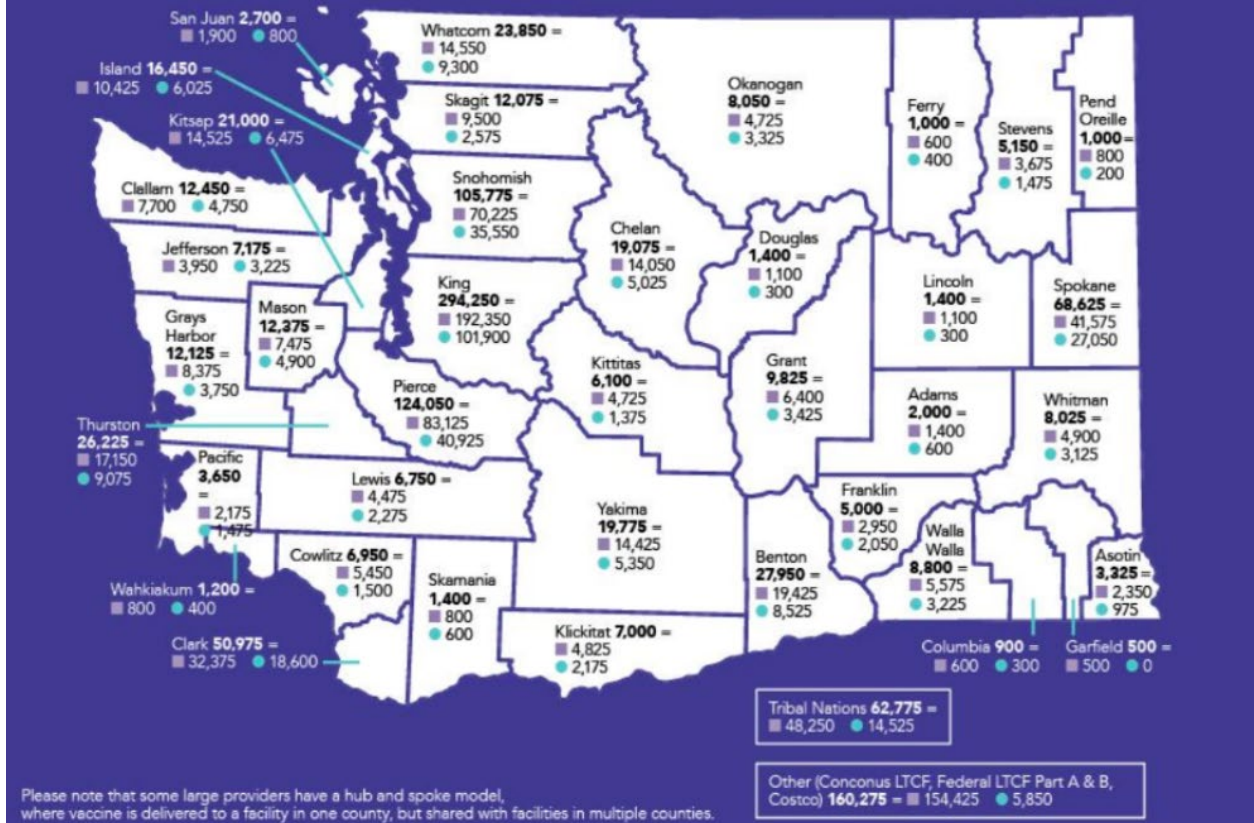 San Juan 2,700 =
1,900 800
Island 16,450 =
10,425 6,025
Kitsap 21,000 =
14,525 6,475
Whatcom 23,850 =
14,550
9,300
Skagit 12,075 =
9,500
2,575
Okanogan
8,050 =
4,725
3,325
Ferry
1,000 =
600
400
Stevens
5,150 =
3,675
1,475
Pend
Oreille
1,000=
800
200
Clallam 12,450 =
7,700 4,750
Snohomish
105,775 =
70,225
35,550
Jefferson 7,175 =
3,950 3,225
Chelan
19,075 =
14,050
5,025
Douglas
1,400 =
1,100
300
King
294,250 =
192,350
101,900
Lincoln
1,400 =
1,100
300
Spokane
68,625 =
41,575
27,050
Grays
Harbor
12,125 =
8,375
3,750
Mason
12,375 =
7,475
4,900
Kittitas
6,100 =
4,725
1,375
Grant
9,825 =
6,400
3,425
Pierce
124,050 =
83,125
40,925
Adams
2,000 =
1,400
600
Whitman
8,025 =
4,900
3,125
Thurston
26,225 =
17,150
9,075
Pacific
3,650
=
2,175
1,475
Lewis 6,750 =
4,475
2,275
Yakima
19,775 =
14,425
5,350
Franklin
5,000 =
2,950
2,050
Walla
Walla
8,800 =
5,575
3,225
Benton
27,950 =
19,425
8,525
Asotin
3,325 =
2,350
975
Cowlitz 6,950 =
5,450
1,500
Skamania
1,400 =
800
600
Wahkiakum 1,200 =
800 400
Clark 50,975 =
32,375 18,600
Klickitat 7,000 =
4,825
2,175
Columbia 900 =
600 300
Garfield 500 =
500 0
Tribal Nations 62,775 =
48,250 14,525
Other (Conconus LTCF, Federal LTCF Part A & B,
Costco) 160,275 = 154,425 5,850
Please note that some large providers have a hub and spoke model,
where vaccine is delivered to a facility in one county, but shared with facilities in multiple counties.